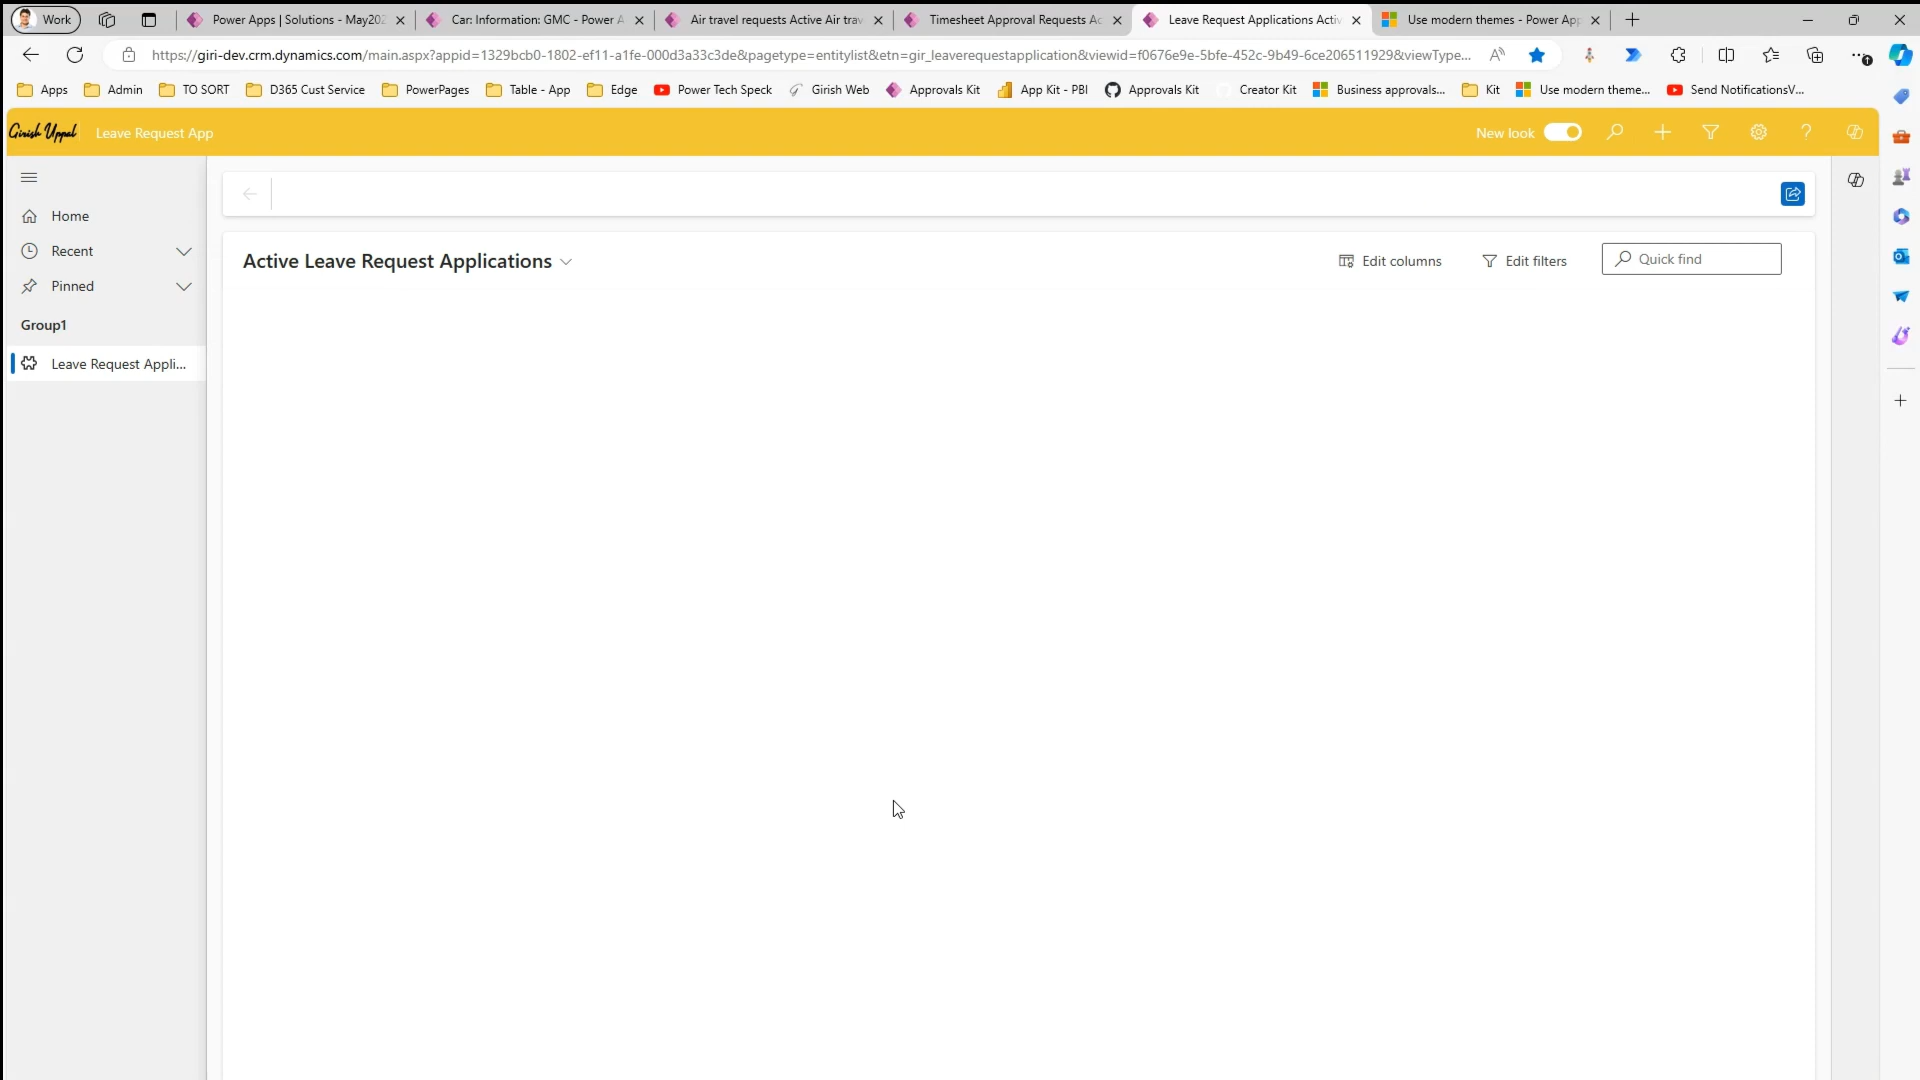 Work
Power Apps | Solutions - May202
Car: Information: GMC - Power A
Air travel requests Active Air trav
Timesheet Approval Requests Ac
Leave Request Applications Activ
Use modern themes - Power App
https://giri-dev.crm.dynamics.com/main.aspx?appid=1329bcb0-1802-ef11-a1fe-000d3a33c3de&pagetype=entitylist&etn=gir_leaverequestapplication&viewid=f0676e9e-5bfe-452c-9b49-6ce206511929&viewType...
Apps
Admin
TO SORT
D365 Cust Service
PowerPages
Table - App
Edge
Power Tech Speck
Girish Web
Approvals Kit
App Kit - PBI
Approvals Kit
Creator Kit
Business approvals...
Kit
Use modern theme...
Send NotificationsV...
Girish Uppal
Leave Request App
New look
Home
Recent
Pinned
Group1
Leave Request Appli...
Active Leave Request Applications
Edit columns
Edit filters
Quick find